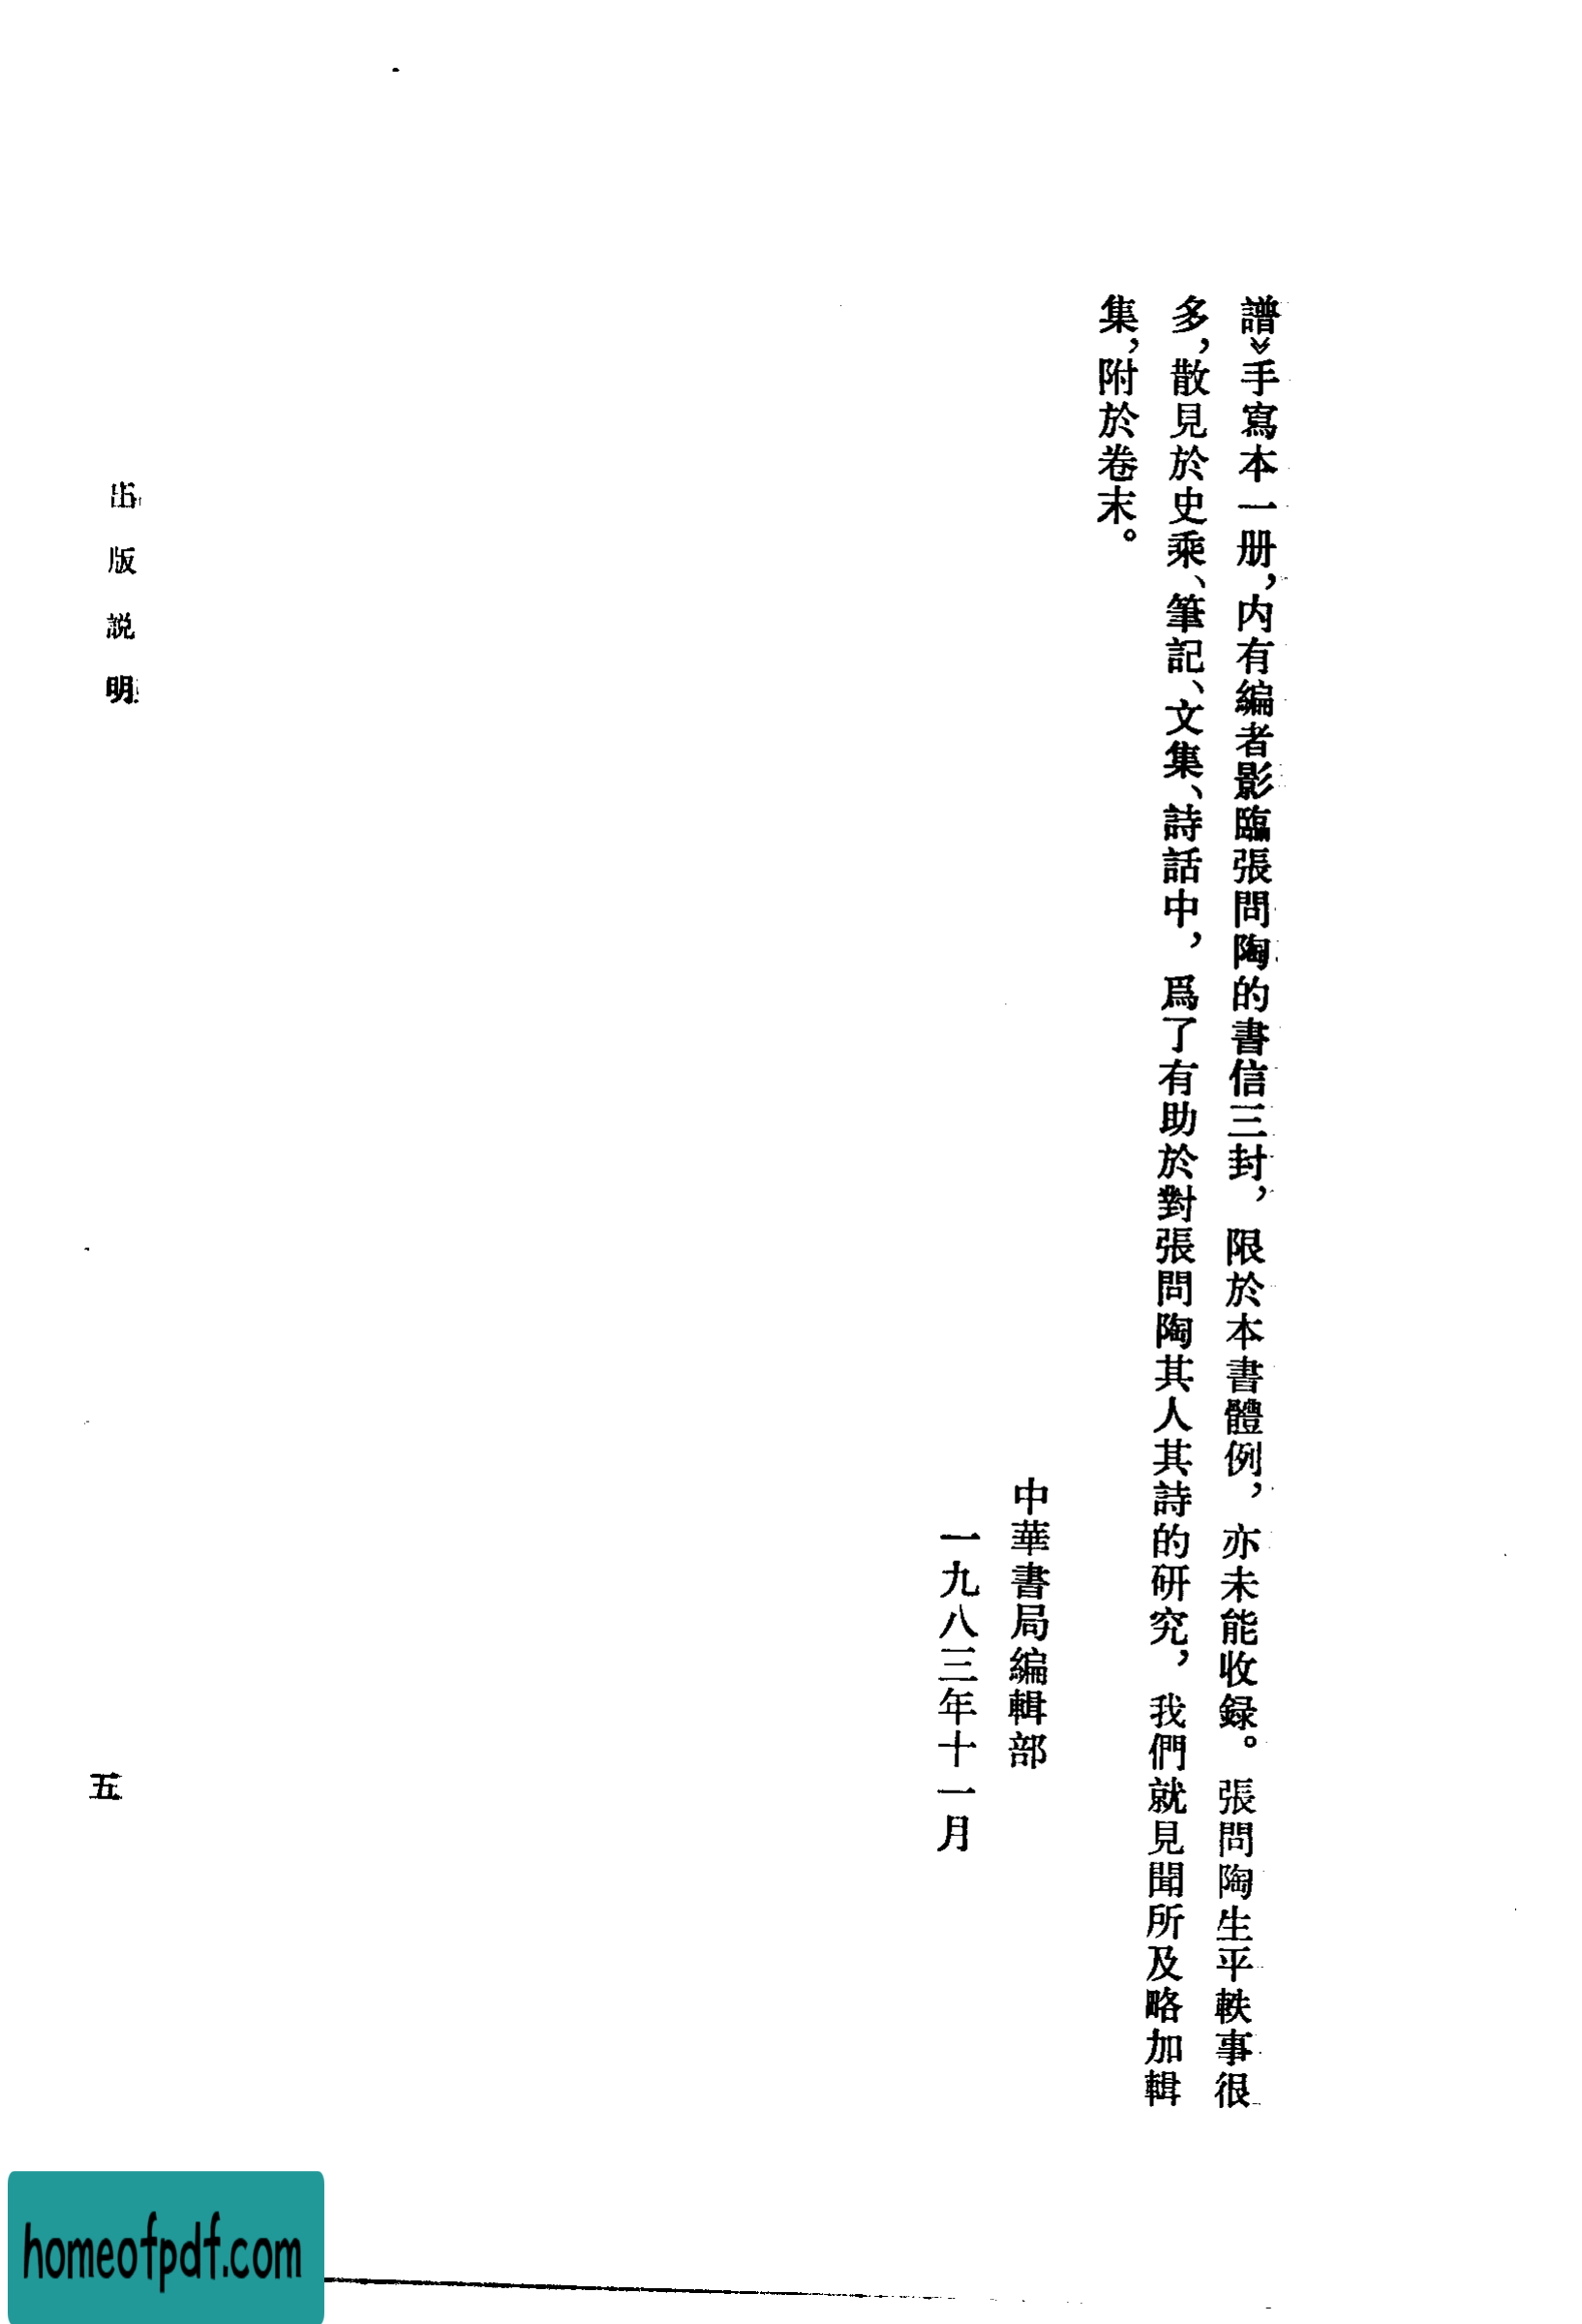 譜》手寫本一册，内有編者影臨張問陶的書信三封，限於本書體例，亦未能收録。張問陶生平軼事很
多，散見於史乘、筆記、文集、詩話中，爲了有助於對張問陶其人其詩的研究，我們就見聞所及略加輯
集，附於卷末。
中華書局編輯部
一九八三年十一月
出版説明
五
homeofpdf.com